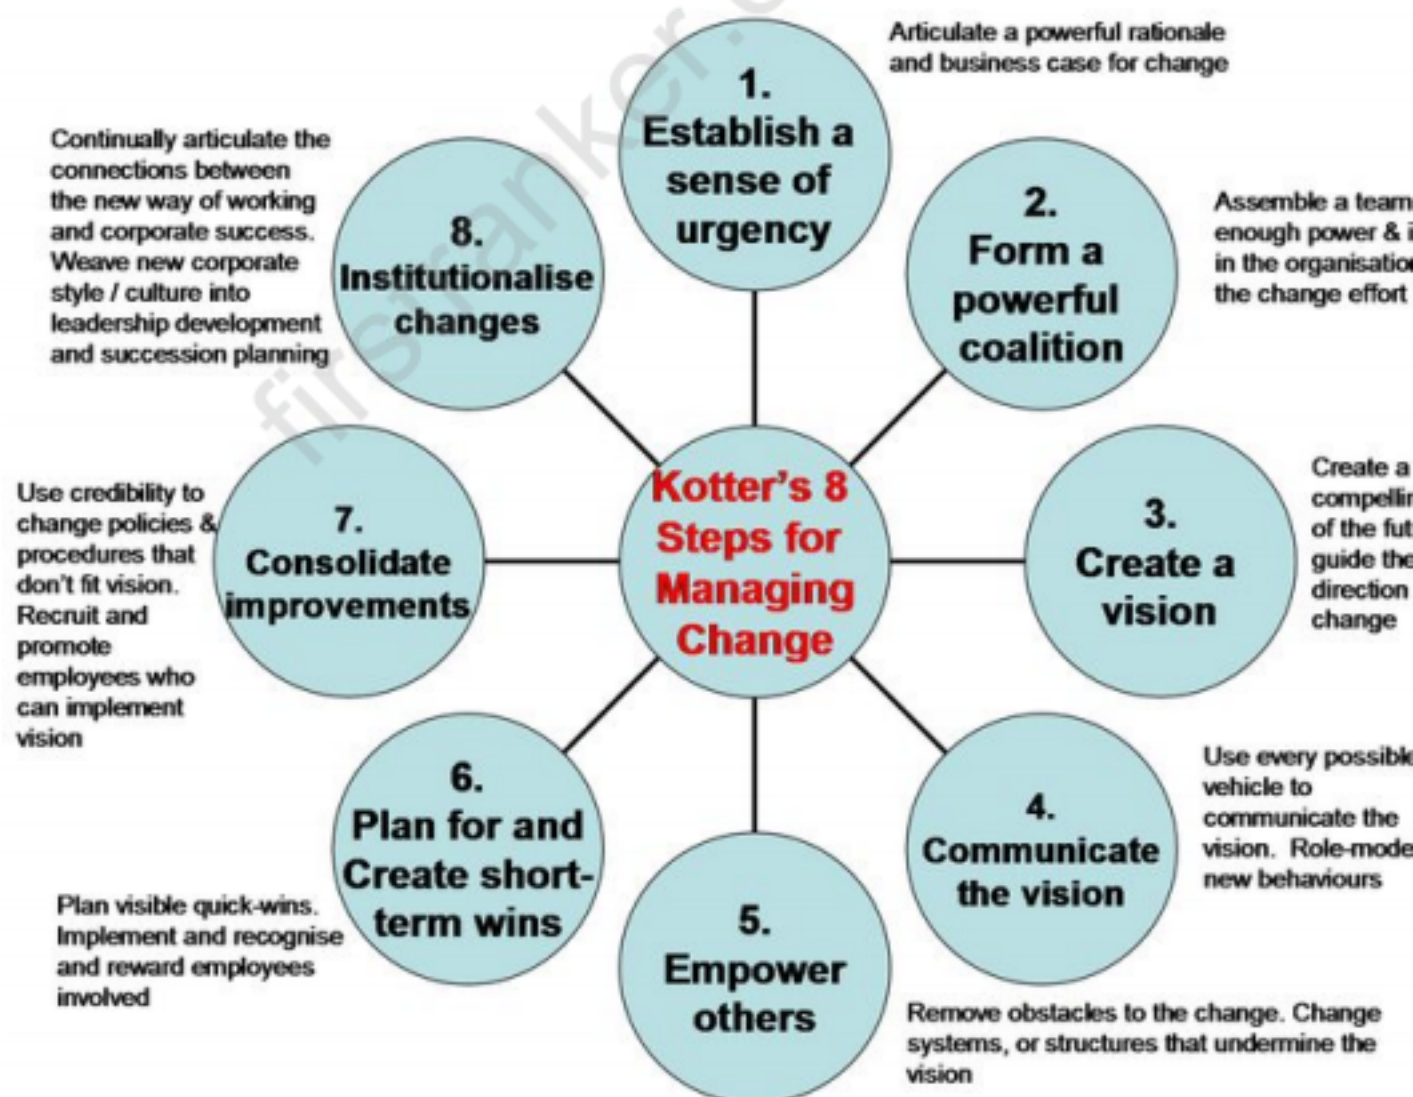 Articulate a powerful rationale
and business case for change
1.
Establish a
sense of
urgency
2.
Form a
powerful
coalition
Assemble a team
enough power &
in the
the change effort
3.
Create a
vision
Create a
of the
guide the
direction
change
4.
Communicate
the vision
Use every possible
vehicle to
communicate the
vision.
new behaviours
5.
Empower
others
Remove obstacles to the change. Change
systems, or structures that undermine the
vision
6.
Plan for and
Create short-
term wins
Plan visible quick-wins.
Implement and recognise
and reward employees
involved
7.
Consolidate
improvements
Use credibility to
change policies &
procedures that
don't fit vision.
Recruit and
promote
employees who
can implement
vision
8.
Institutionalise
changes
Continually articulate the
connections between
the new way of working
and corporate success.
Weave new corporate
style / culture into
leadership development
and succession planning
Kotter's 8
Steps for
Managing
Change
firstranker.c